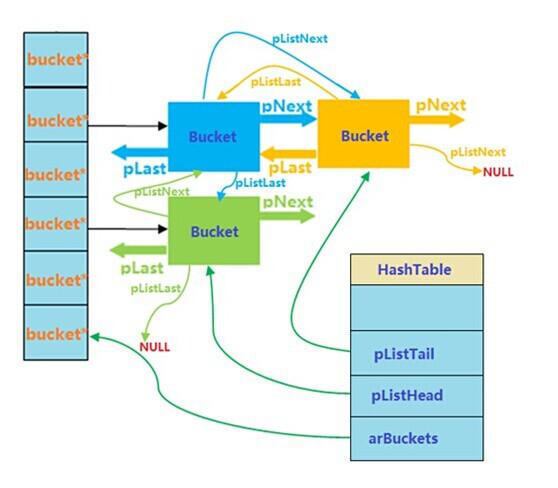 pListNext
bucket*
pListLast
pNext
pNext
bucket*
Bucket
Bucket
pListNext
pLast
pLast
NULL
bucket*
pListNext
pListLast
pNext
bucket*
Bucket
pLast
HashTable
bucket*
pListLast
bucket*
NULL
pListTail
pListHead
arBuckets